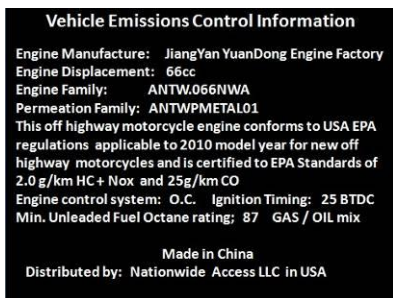 Vehicle Emissions Control Information
Engine Manufacture: JiangYan YuanDong Engine Factory
Engine Displacement: 66cc
Engine Family: ANTW.066NWA
Permeation Family: ANTWPMETAL01
This off highway motorcycle engine conforms to USA EPA
regulations applicable to 2010 model year for new off
highway motorcycles and is certified to EPA Standards of
2.0 g/km HC + Nox and 25g/km CO
Engine control system: O.C. Ignition Timing: 25 BTDC
Min. Unleaded Fuel Octane rating; 87 GAS / OIL mix
Made in China
Distributed by: Nationwide Access LLC in USA